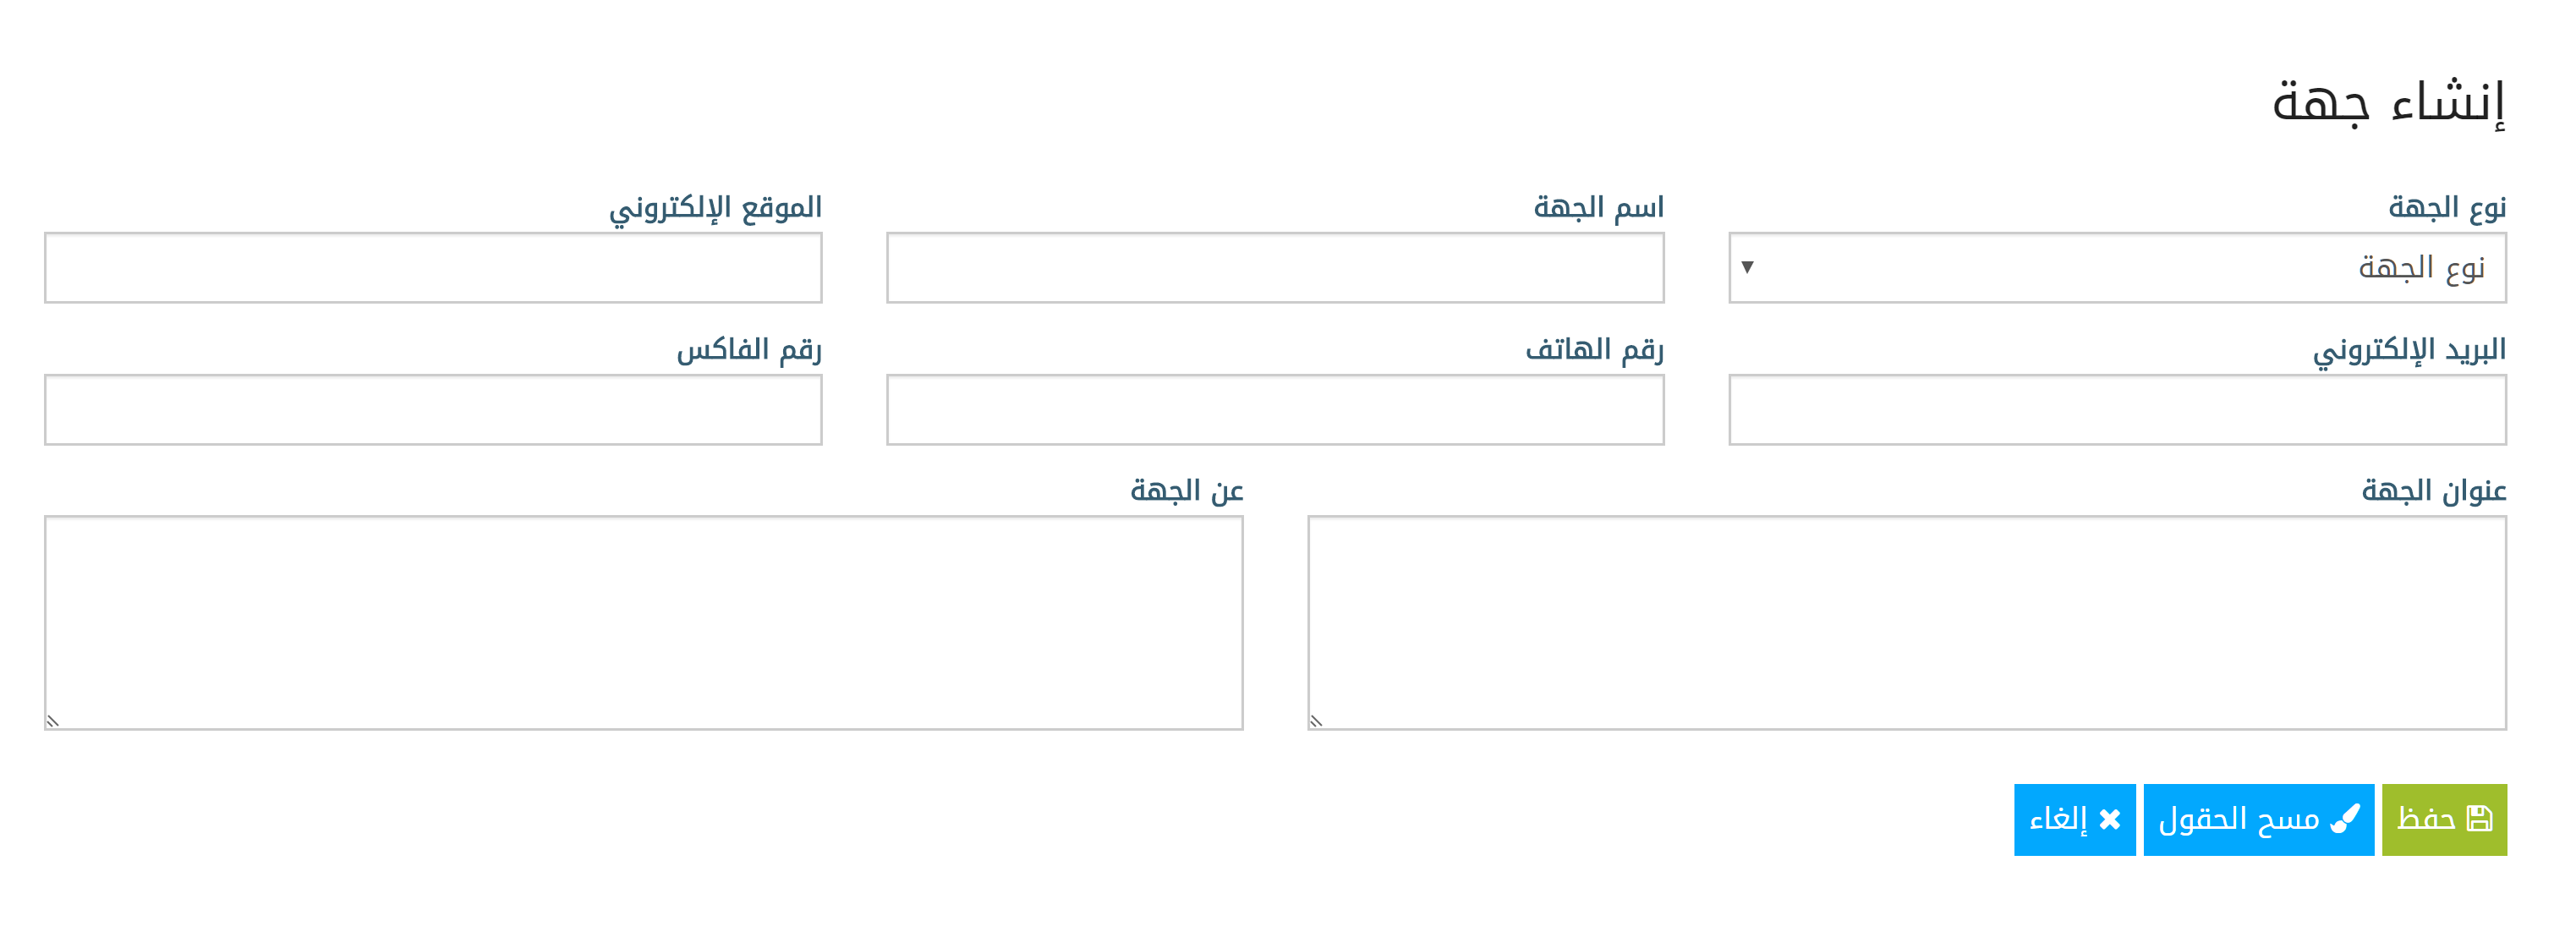 إنشاء جهة
نوع الجهة
اسم الجهة
الموقع الإلكتروني
نوع الجهة
البريد الإلكتروني
رقم الهاتف
رقم الفاكس
عنوان الجهة
عن الجهة
حفظ
مسح الحقول
إلغاء